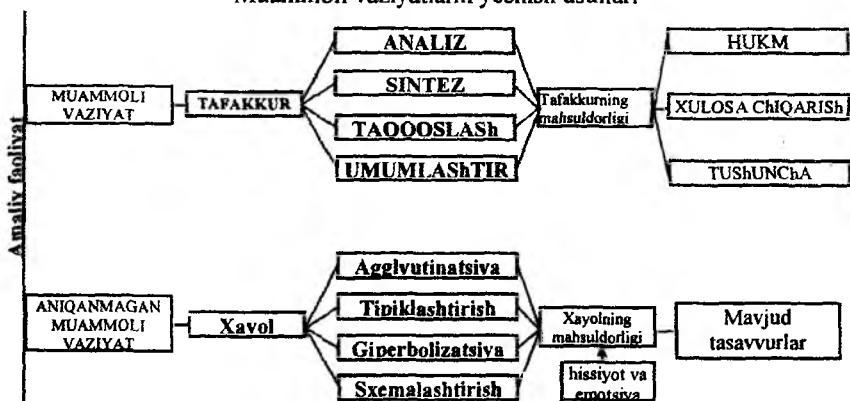 Muammoli vaziyatlarni yechish usullari
Amaliy faoliyat
MUAMMOLI
VAZIYAT
TAFAKKUR
ANALIZ
SINTEZ
TAQQOSLASh
UMUMLAShTIR
Tafakkurning
mahsuldorligi
HUKM
XULOSA ChIQARISh
TUShUNChA
ANIQANMAGAN
MUAMMOLI
VAZIYAT
Xayol
Agglyutinatsiya
Tipiklashtirish
Giperbolizatsiya
Sxemalashtirish
Xayolning
mahsuldorligi
hissiyot va
emotsiya
Mavjud
tasavvurlar